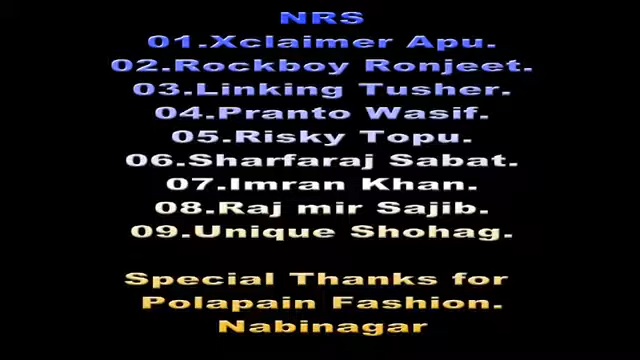 NRS
01.Xclaimer Apu.
02.Rockboy Ronjeet.
03.Linking Tusher.
04.Pranto Wasif.
05.Risky Topu.
06.Sharfaraj Sabat.
07.Imran Khan.
08.Raj mir Sajib.
09.Unique Shohag.
Special Thanks for
Polapain Fashion.
Nabinagar